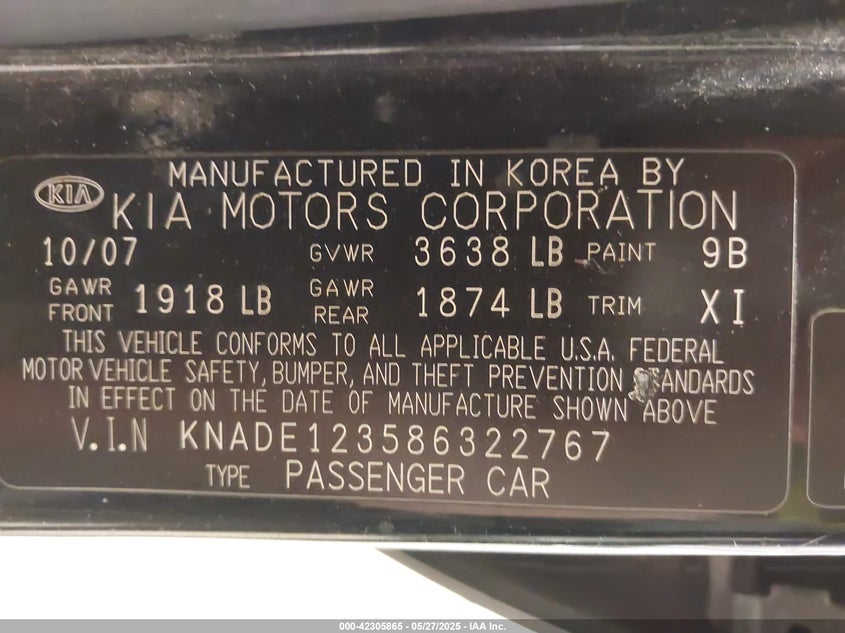 MANUFACTURED IN KOREA BY
KIA KIA MOTORS CORPORATION
10/07 GVWR 3638 LB PAINT 9B
GAWR FRONT 1918 LB GAWR REAR 1874 LB TRIM XI
THIS VEHICLE CONFORMS TO ALL APPLICABLE U.S.A. FEDERAL
MOTOR VEHICLE SAFETY, BUMPER, AND THEFT PREVENTION STANDARDS
IN EFFECT ON THE DATE OF MANUFACTURE SHOWN ABOVE
V.I.N KNADE123586322767
TYPE PASSENGER CAR
000-42305865 - 05/27/2025 - IAA Inc.